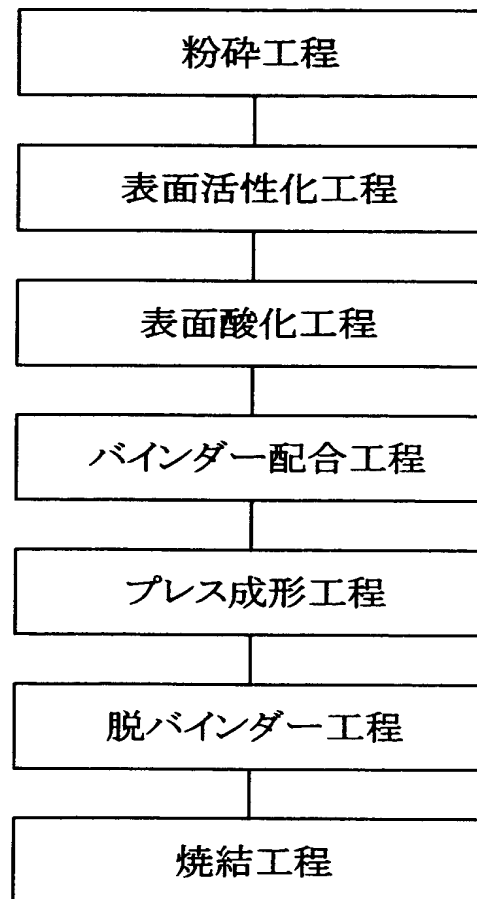 粉砕工程
表面活性化工程
表面酸化工程
バインダー配合工程
プレス成形工程
脱バインダー工程
焼結工程